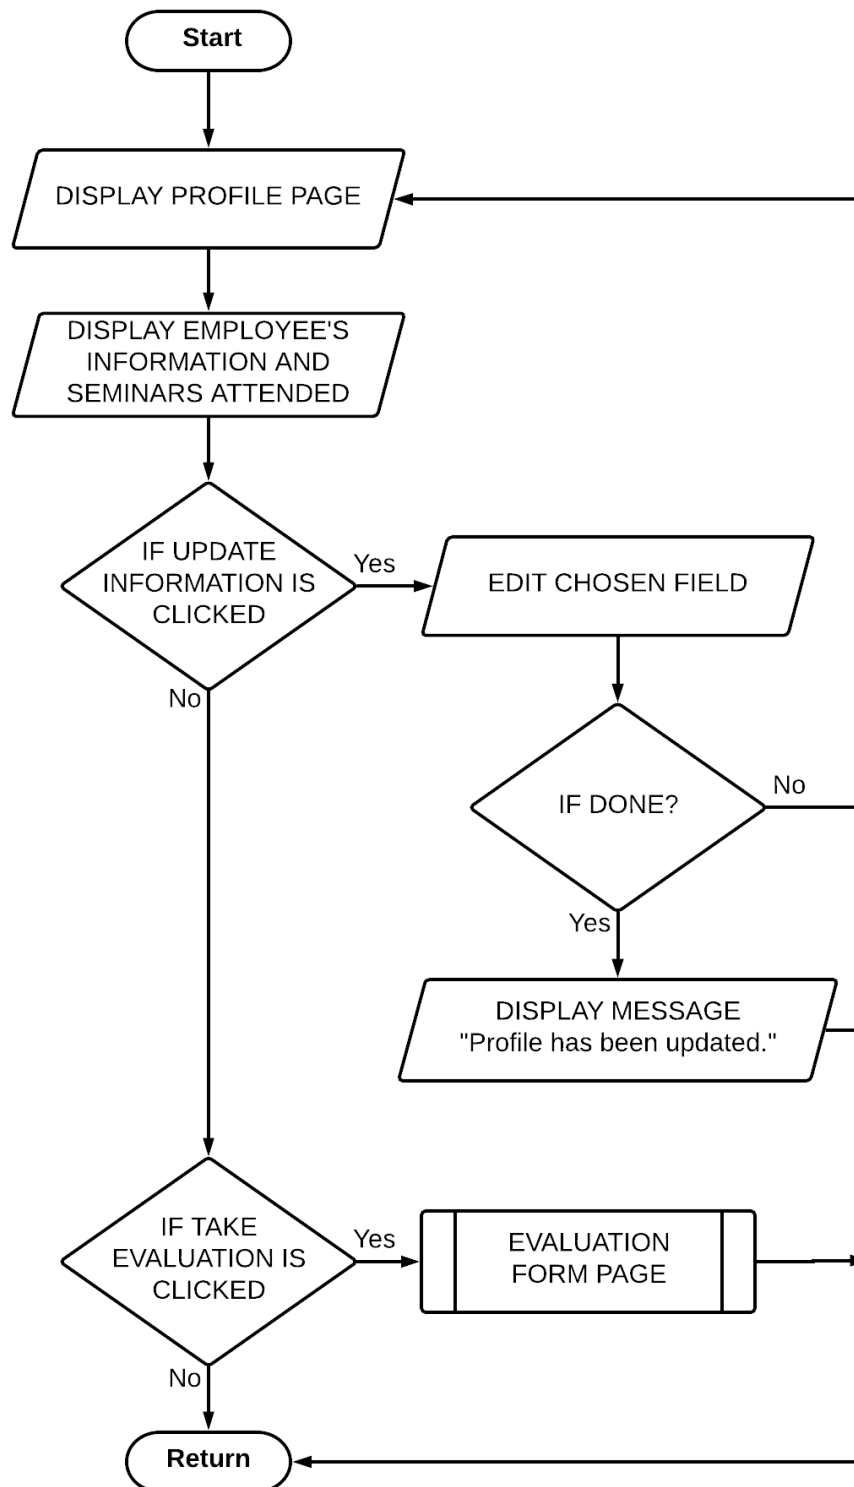 Start
DISPLAY PROFILE PAGE
DISPLAY EMPLOYEE'S
INFORMATION AND
SEMINARS ATTENDED
IF UPDATE
INFORMATION IS
CLICKED
Yes
EDIT CHOSEN FIELD
No
IF DONE?
No
Yes
DISPLAY MESSAGE
"Profile has been updated."
IF TAKE
EVALUATION IS
CLICKED
Yes
EVALUATION
FORM PAGE
No
Return